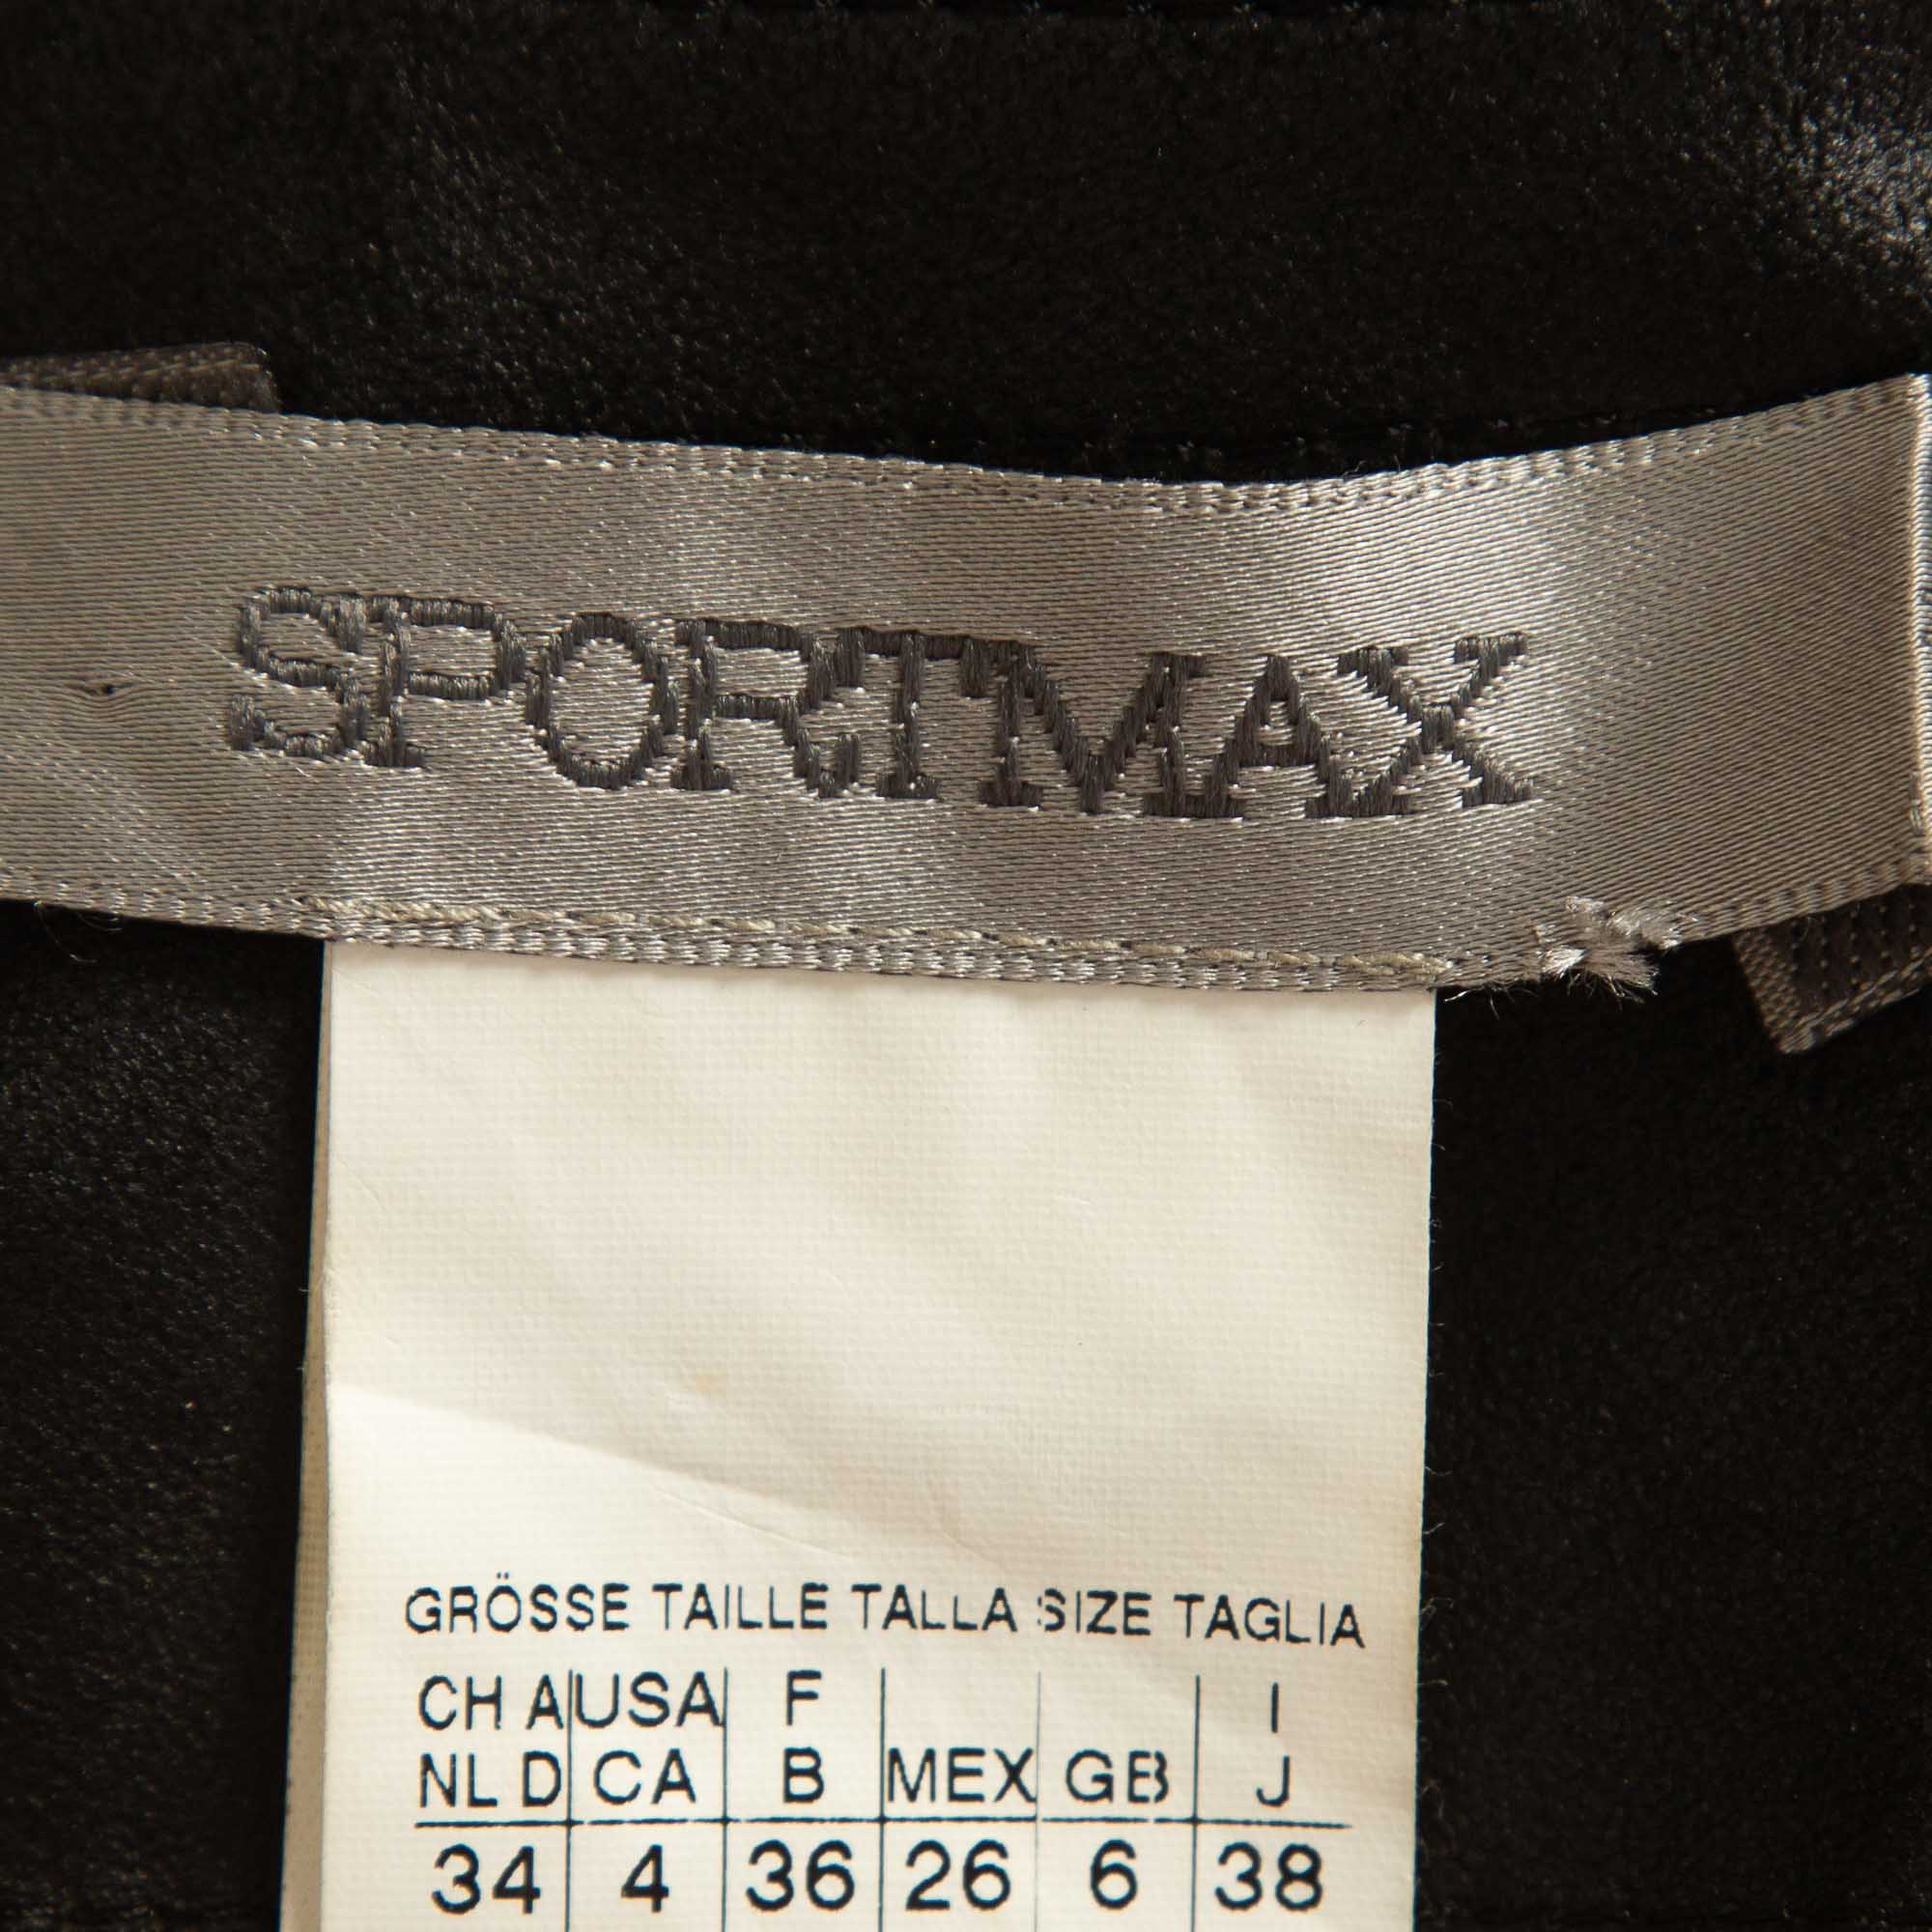 SPORTMAX
GRÖSSE TAILLE TALLA SIZE TAGLIA
CH A USA F I
NL D CA B MEX GB J
34 4 36 26 6 38